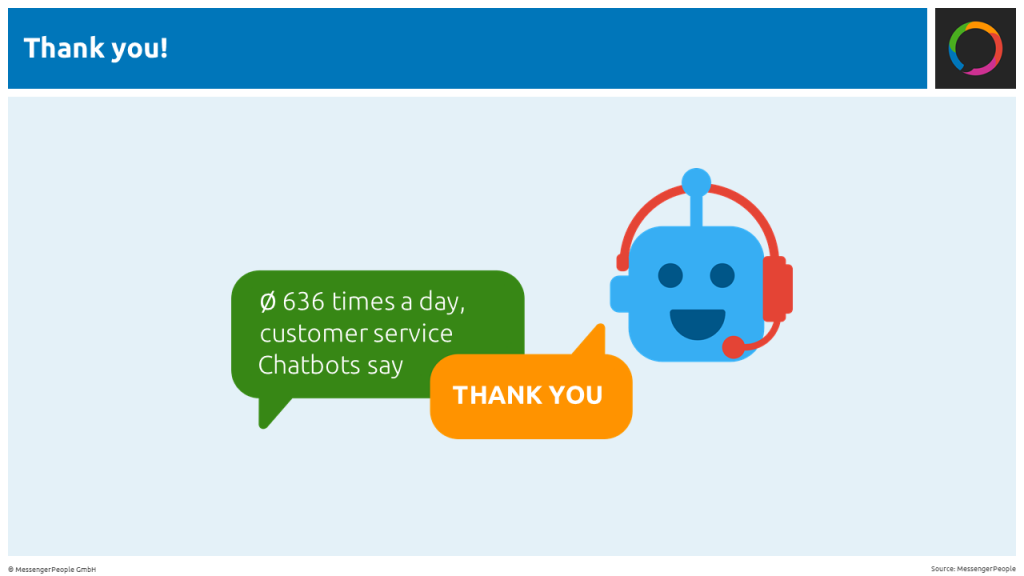 Thank you!
Ø 636 times a day,
customer service
Chatbots say
THANK YOU
© MessengerPeople GmbH
Source: MessengerPeople